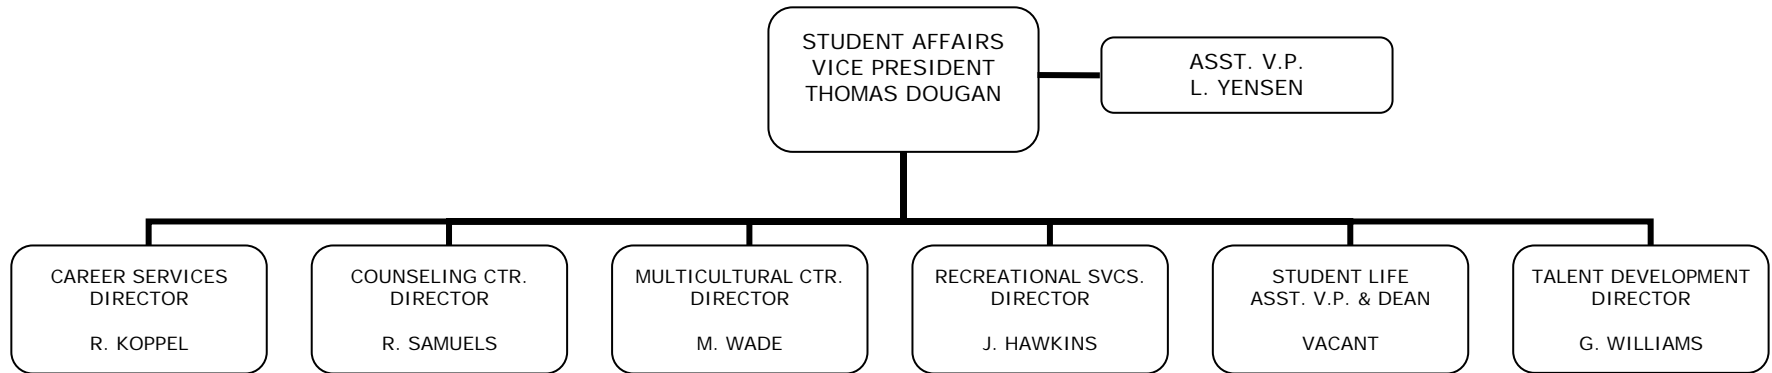 STUDENT AFFAIRS
VICE PRESIDENT
THOMAS DOUGAN
ASST. V.P.
L. YENSEN
CAREER SERVICES
DIRECTOR
R. KOPPEL
COUNSELING CTR.
DIRECTOR
R. SAMUELS
MULTICULTURAL CTR.
DIRECTOR
M. WADE
RECREATIONAL SVCS.
DIRECTOR
J. HAWKINS
STUDENT LIFE
ASST. V.P. & DEAN
VACANT
TALENT DEVELOPMENT
DIRECTOR
G. WILLIAMS